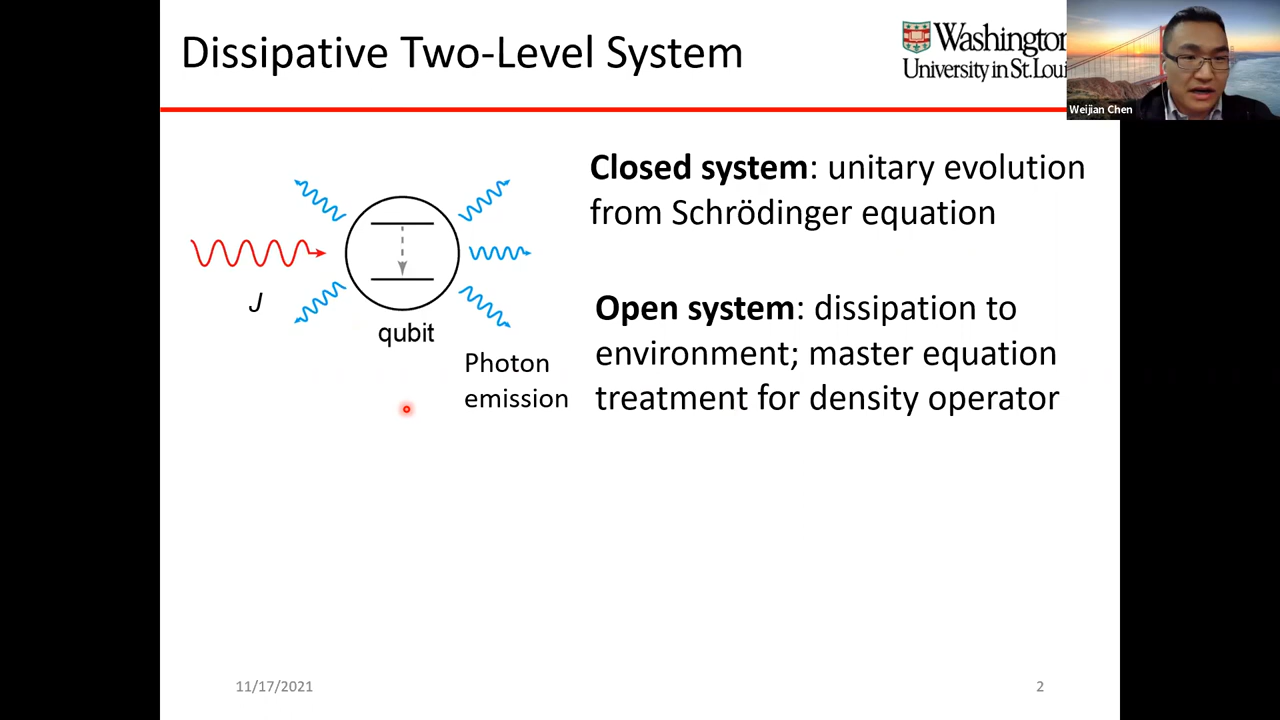 Dissipative Two-Level System
Washington
University in St.Loui
Weijian Chen
Closed system: unitary evolution
from Schrödinger equation
J
qubit
Photon
emission
Open system: dissipation to
environment; master equation
treatment for density operator
11/17/2021
2